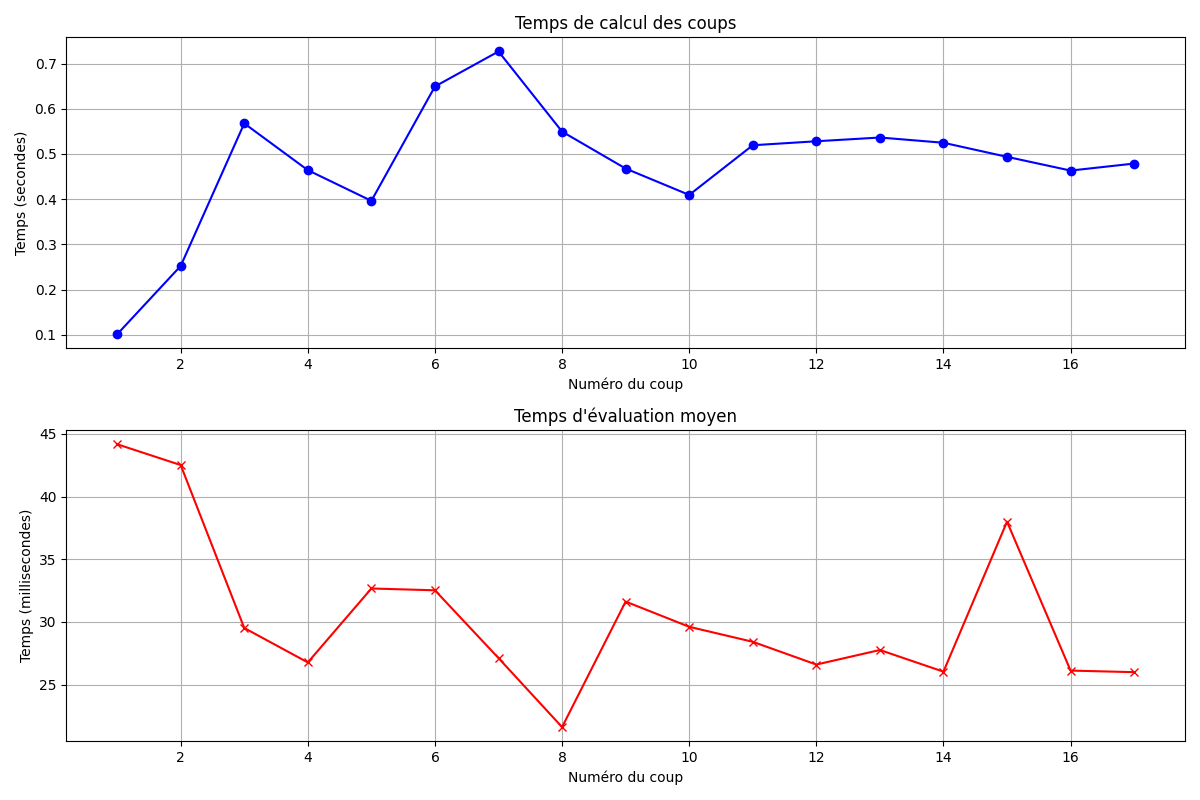 Temps de calcul des coups
0.7
0.6
0.5
0.4
0.3
0.2
0.1
Temps (secondes)
2 4 6 8 10 12 14 16
Numéro du coup
Temps d'évaluation moyen
45
40
35
30
25
Temps (millisecondes)
2 4 6 8 10 12 14 16
Numéro du coup